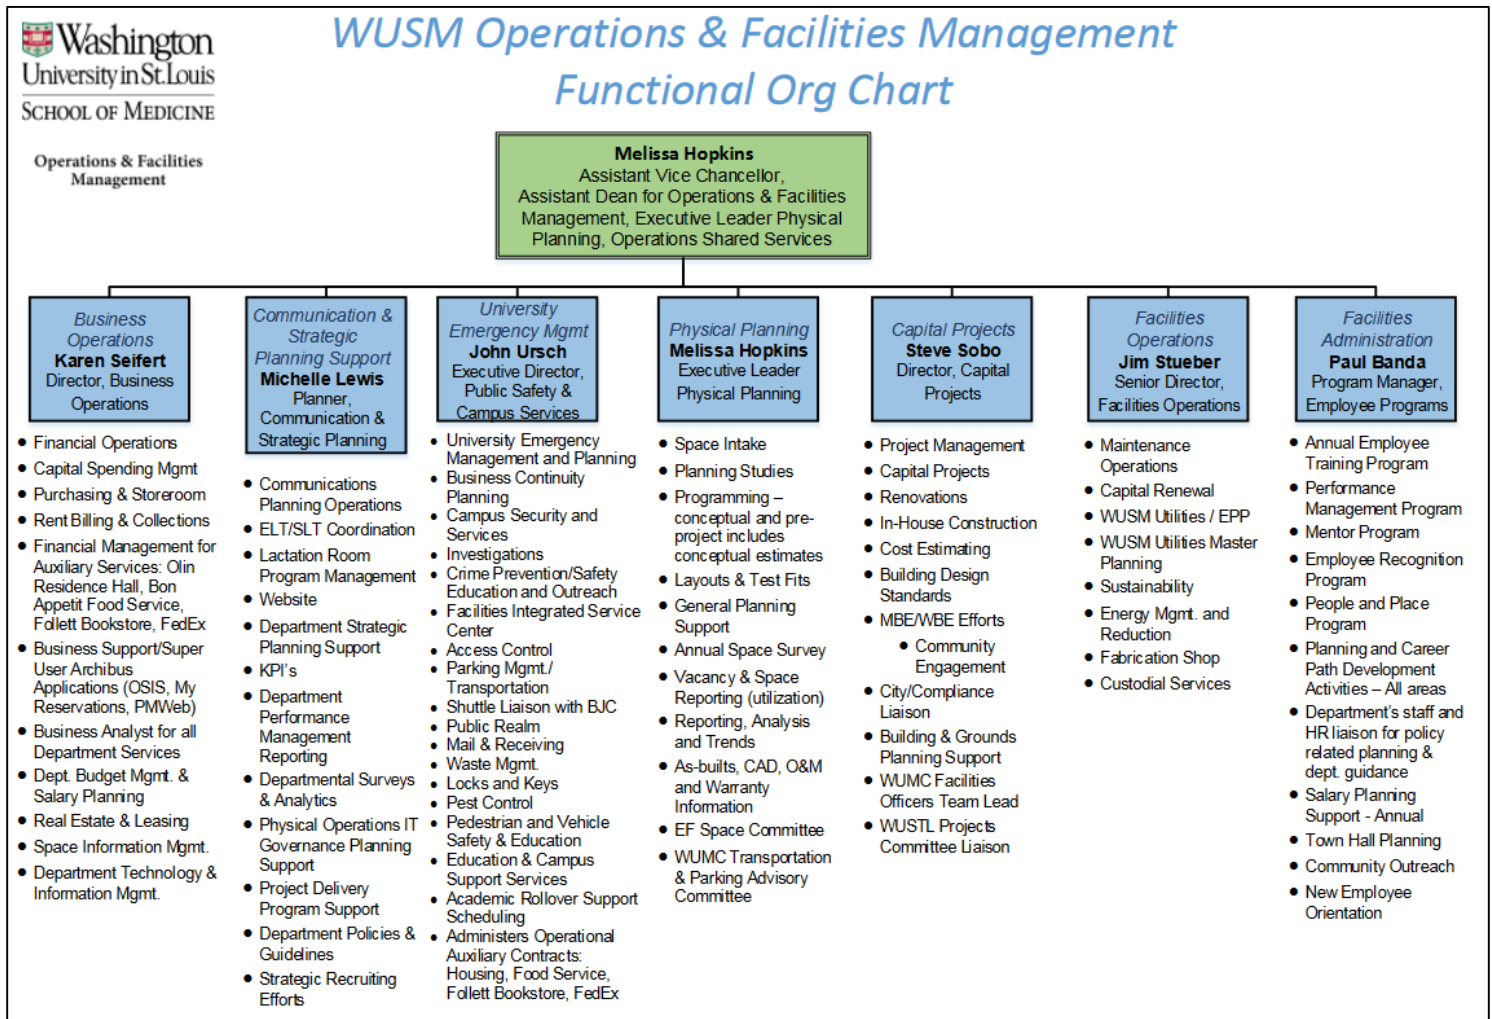 Washington
University in St. Louis
SCHOOL OF MEDICINE
Operations & Facilities
Management
WUSM Operations & Facilities Management
Functional Org Chart
Melissa Hopkins
Assistant Vice Chancellor,
Assistant Dean for Operations & Facilities
Management, Executive Leader Physical
Planning, Operations Shared Services
Business
Operations
Karen Seifert
Director, Business
Operations
• Financial Operations
• Capital Spending Mgmt
• Purchasing & Storeroom
• Rent Billing & Collections
• Financial Management for
Auxiliary Services: Olin
Residence Hall, Bon
Appetit Food Service,
Follett Bookstore, FedEx
• Business Support/Super
User Archibus
Applications (OSIS, My
Reservations, PMWeb)
• Business Analyst for all
Department Services
• Dept. Budget Mgmt. &
Salary Planning
• Real Estate & Leasing
• Space Information Mgmt.
• Department Technology &
Information Mgmt.
Communication &
Strategic
Planning Support
Michelle Lewis
Planner,
Communication &
Strategic Planning
• Communications
Planning Operations
• ELT/SLT Coordination
• Lactation Room
Program Management
• Website
• Department Strategic
Planning Support
• KPI's
• Department
Performance
Management
Reporting
• Departmental Surveys
& Analytics
• Physical Operations IT
Governance Planning
Support
• Project Delivery
Program Support
• Department Policies &
Guidelines
• Strategic Recruiting
Efforts
University
Emergency Mgmt
John Ursch
Executive Director,
Public Safety &
Campus Services
• University Emergency
Management and Planning
• Business Continuity
Planning
• Campus Security and
Services
• Investigations
• Crime Prevention/Safety
Education and Outreach
• Facilities Integrated Service
Center
• Access Control
• Parking Mgmt./
Transportation
• Shuttle Liaison with BJC
• Public Realm
• Mail & Receiving
• Waste Mgmt.
• Locks and Keys
• Pest Control
• Pedestrian and Vehicle
Safety & Education
• Education & Campus
Support Services
• Academic Rollover Support
Scheduling
• Administers Operational
Auxiliary Contracts:
Housing, Food Service,
Follett Bookstore, FedEx
Physical Planning
Melissa Hopkins
Executive Leader
Physical Planning
• Space Intake
• Planning Studies
• Programming –
conceptual and pre-
project includes
conceptual estimates
• Layouts & Test Fits
• General Planning
Support
• Annual Space Survey
• Vacancy & Space
Reporting (utilization)
• Reporting, Analysis
and Trends
• As-builts, CAD, O&M
and Warranty
Information
• EF Space Committee
• WUMC Transportation
& Parking Advisory
Committee
Capital Projects
Steve Sobo
Director, Capital
Projects
• Project Management
• Capital Projects
• Renovations
• In-House Construction
• Cost Estimating
• Building Design
Standards
• MBE/WBE Efforts
• Community
Engagement
• City/Compliance
Liaison
• Building & Grounds
Planning Support
• WUMC Facilities
Officers Team Lead
• WUSTL Projects
Committee Liaison
Facilities
Operations
Jim Stueber
Senior Director,
Facilities Operations
• Maintenance
Operations
• Capital Renewal
• WUSM Utilities / EPP
• WUSM Utilities Master
Planning
• Sustainability
• Energy Mgmt. and
Reduction
• Fabrication Shop
• Custodial Services
Facilities
Administration
Paul Banda
Program Manager,
Employee Programs
• Annual Employee
Training Program
• Performance
Management Program
• Mentor Program
• Employee Recognition
Program
• People and Place
Program
• Planning and Career
Path Development
Activities – All areas
• Department's staff and
HR liaison for policy
related planning &
dept. guidance
• Salary Planning
Support - Annual
• Town Hall Planning
• Community Outreach
• New Employee
Orientation